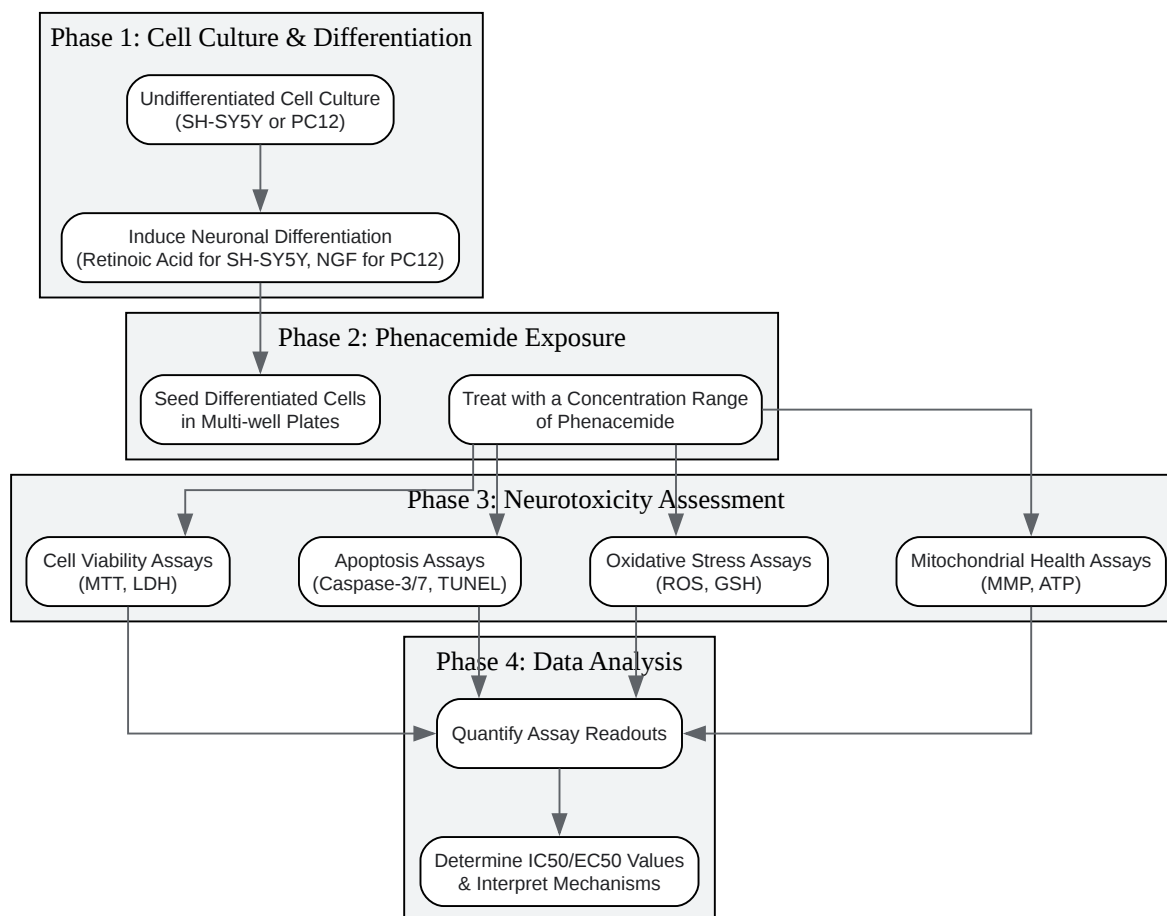 Phase 1: Cell Culture & Differentiation
Undifferentiated Cell Culture
(SH-SY5Y or PC12)
Induce Neuronal Differentiation
(Retinoic Acid for SH-SY5Y, NGF for PC12)
Phase 2: Phenacemide Exposure
Seed Differentiated Cells
in Multi-well Plates
Treat with a Concentration Range
of Phenacemide
Phase 3: Neurotoxicity Assessment
Cell Viability Assays
(MTT, LDH)
Apoptosis Assays
(Caspase-3/7, TUNEL)
Oxidative Stress Assays
(ROS, GSH)
Mitochondrial Health Assays
(MMP, ATP)
Phase 4: Data Analysis
Quantify Assay Readouts
Determine IC50/EC50 Values
& Interpret Mechanisms